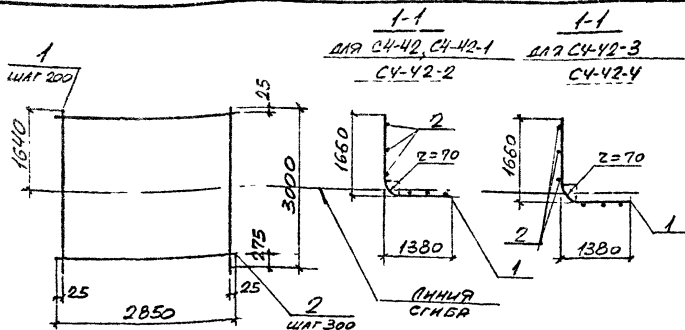 1
ШАГ 200
1640
25
3000
275
25
25
2850
2
ШАГ 300
ЛИНИЯ
СГИБА
1-1
ДЛЯ С4-42, С4-42-1
С4-42-2
1660
2
r=70
1380
1
1-1
ДЛЯ С4-42-3
С4-42-4
1660
r=70
2
1380
1